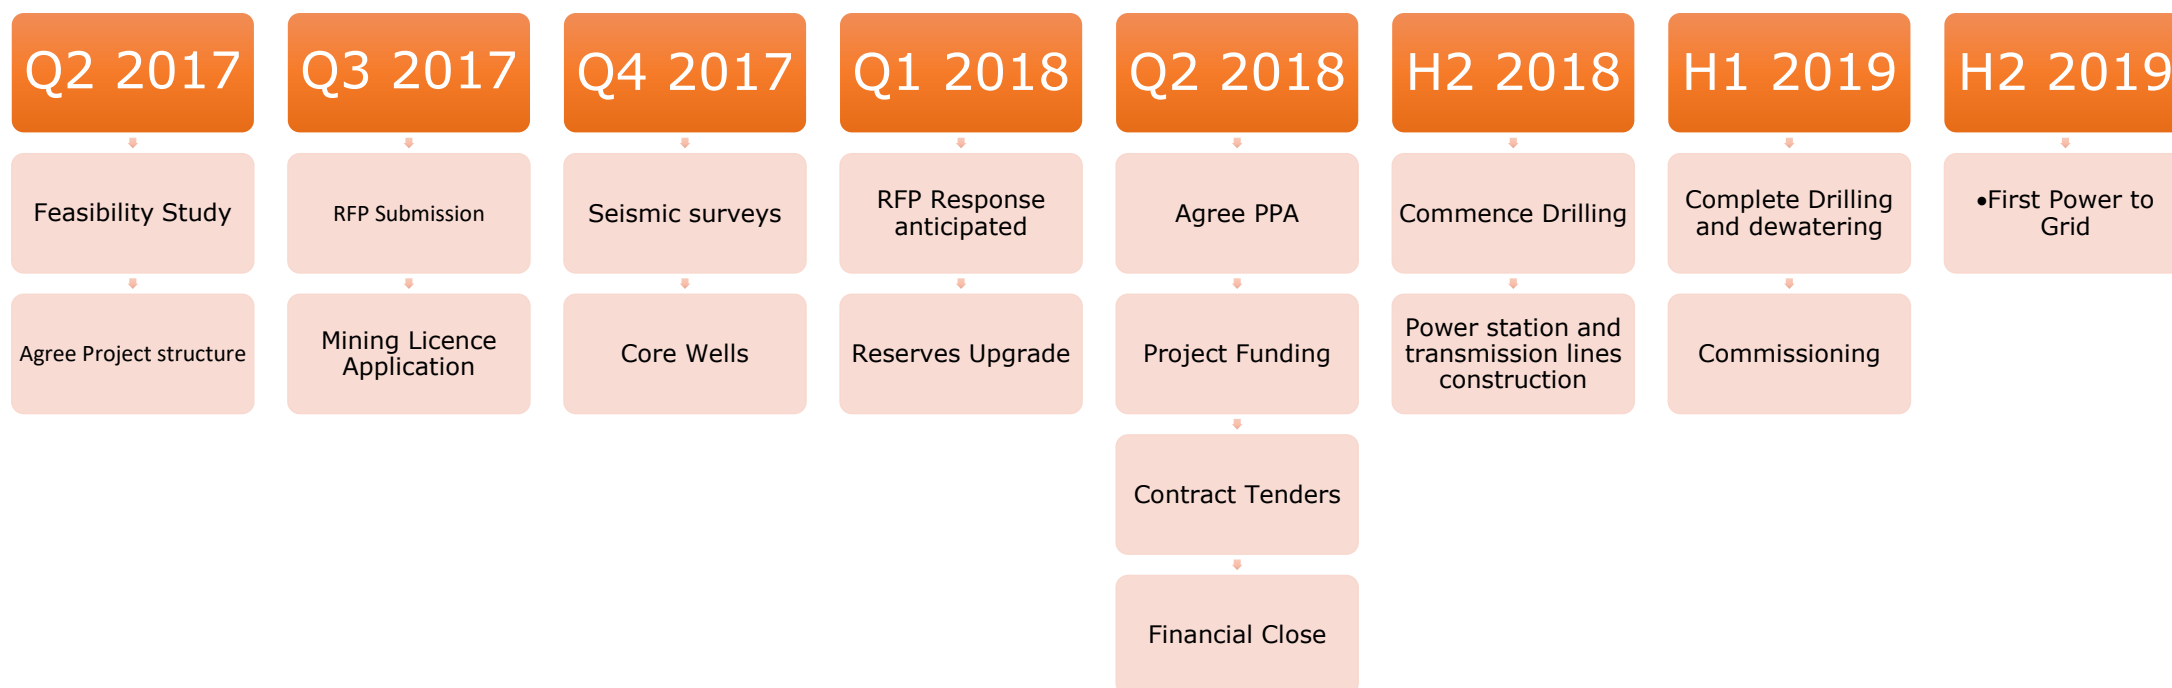 Q2 2017
Feasibility Study
Agree Project structure
Q3 2017
RFP Submission
Mining Licence
Application
Q4 2017
Seismic surveys
Core Wells
Q1 2018
RFP Response
anticipated
Reserves Upgrade
Q2 2018
Agree PPA
Project Funding
Contract Tenders
Financial Close
H2 2018
Commence Drilling
Power station and
transmission lines
construction
H1 2019
Complete Drilling
and dewatering
Commissioning
H2 2019
•First Power to
Grid